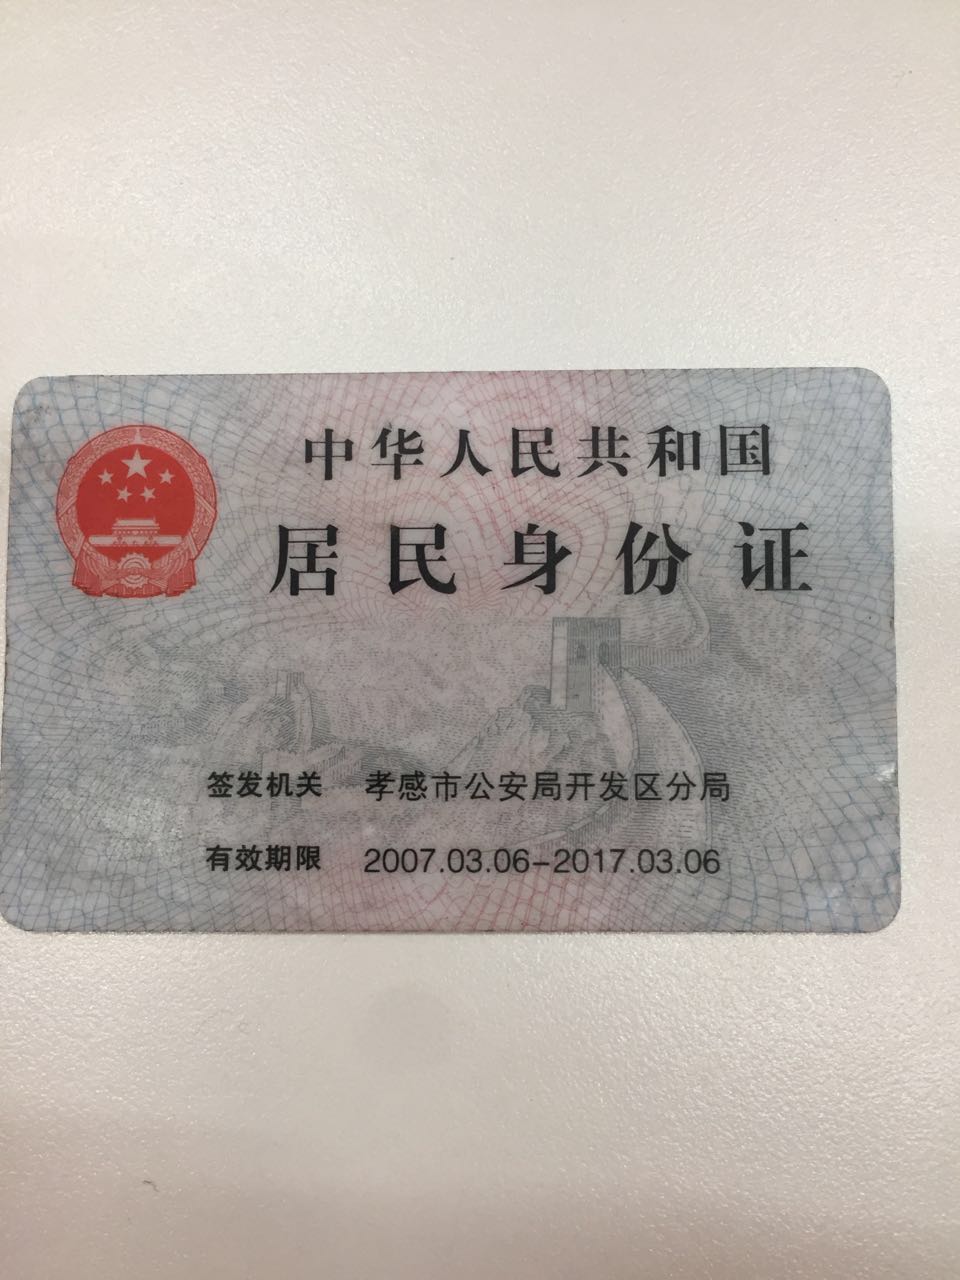 中华人民共和国
居民身份证
签发机关 孝感市公安局开发区分局
有效期限 2007.03.06-2017.03.06